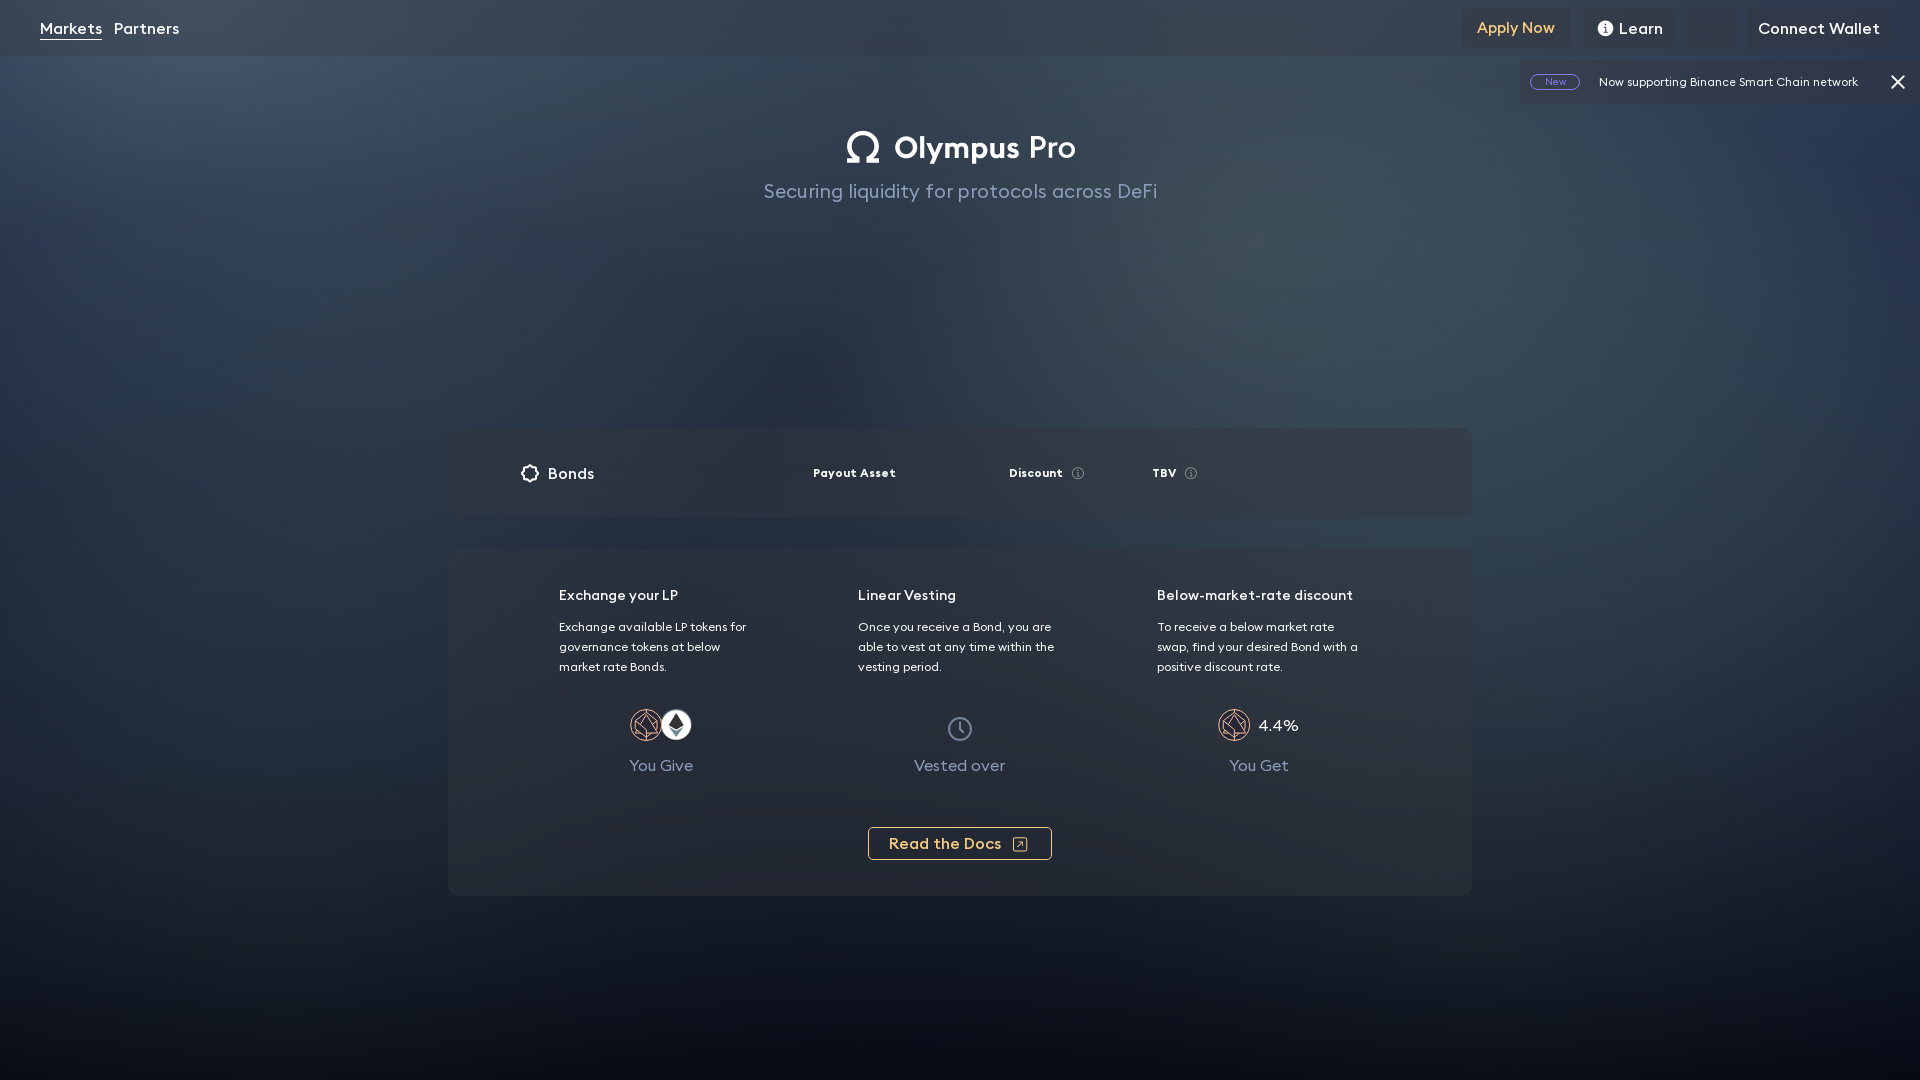 Markets Partners Apply Now Learn Connect Wallet
New Now supporting Binance Smart Chain network
Olympus Pro
Securing liquidity for protocols across DeFi
Bonds Payout Asset Discount TBV
Exchange your LP
Exchange available LP tokens for
governance tokens at below
market rate Bonds.
You Give
Linear Vesting
Once you receive a Bond, you are
able to vest at any time within the
vesting period.
Vested over
Below-market-rate discount
To receive a below market rate
swap, find your desired Bond with a
positive discount rate.
4.4%
You Get
Read the Docs